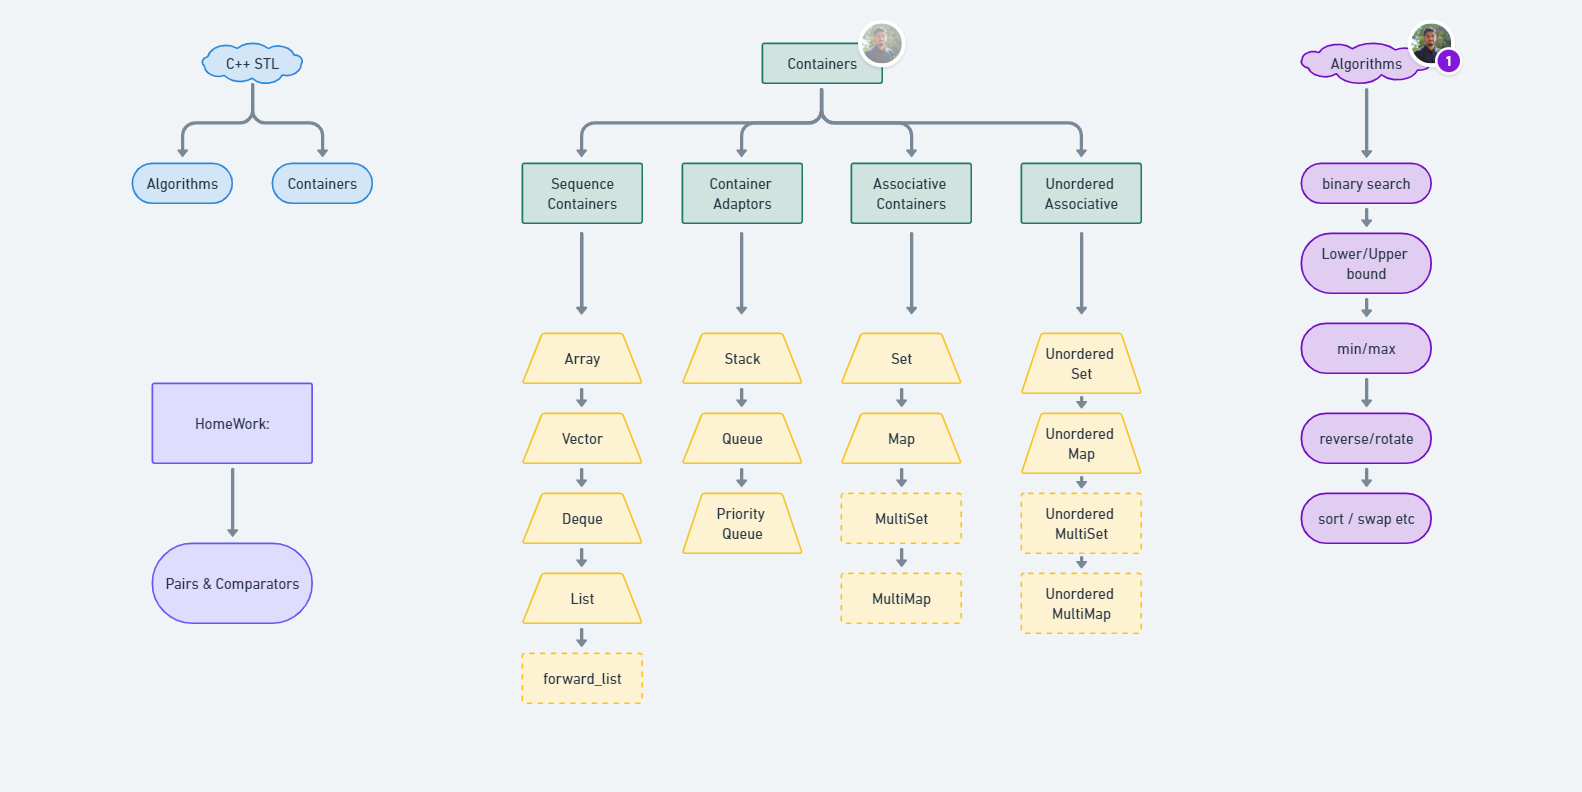 C++ STL
Algorithms
Containers
HomeWork:
Pairs & Comparators
Containers
Sequence
Containers
Container
Adaptors
Associative
Containers
Unordered
Associative
Array
Vector
Deque
List
forward_list
Stack
Queue
Priority
Queue
Set
Map
MultiSet
MultiMap
Unordered
Set
Unordered
Map
Unordered
MultiSet
Unordered
MultiMap
Algorithms
1
binary search
Lower/Upper
bound
min/max
reverse/rotate
sort / swap etc